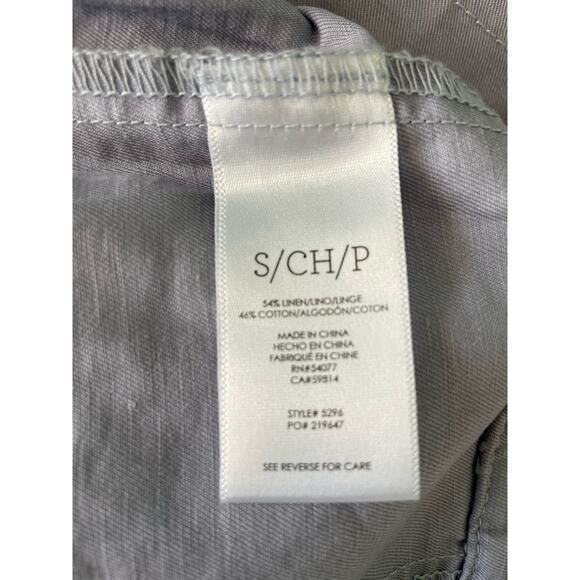 S/CH/P
54% LINEN/LINO/LINGE
46% COTTON/ALGODÓN/COTON
MADE IN CHINA
HECHO EN CHINA
FABRIQUÉ EN CHINE
RN#54077
CA#59814
STYLE# 5296
PO# 219647
SEE REVERSE FOR CARE